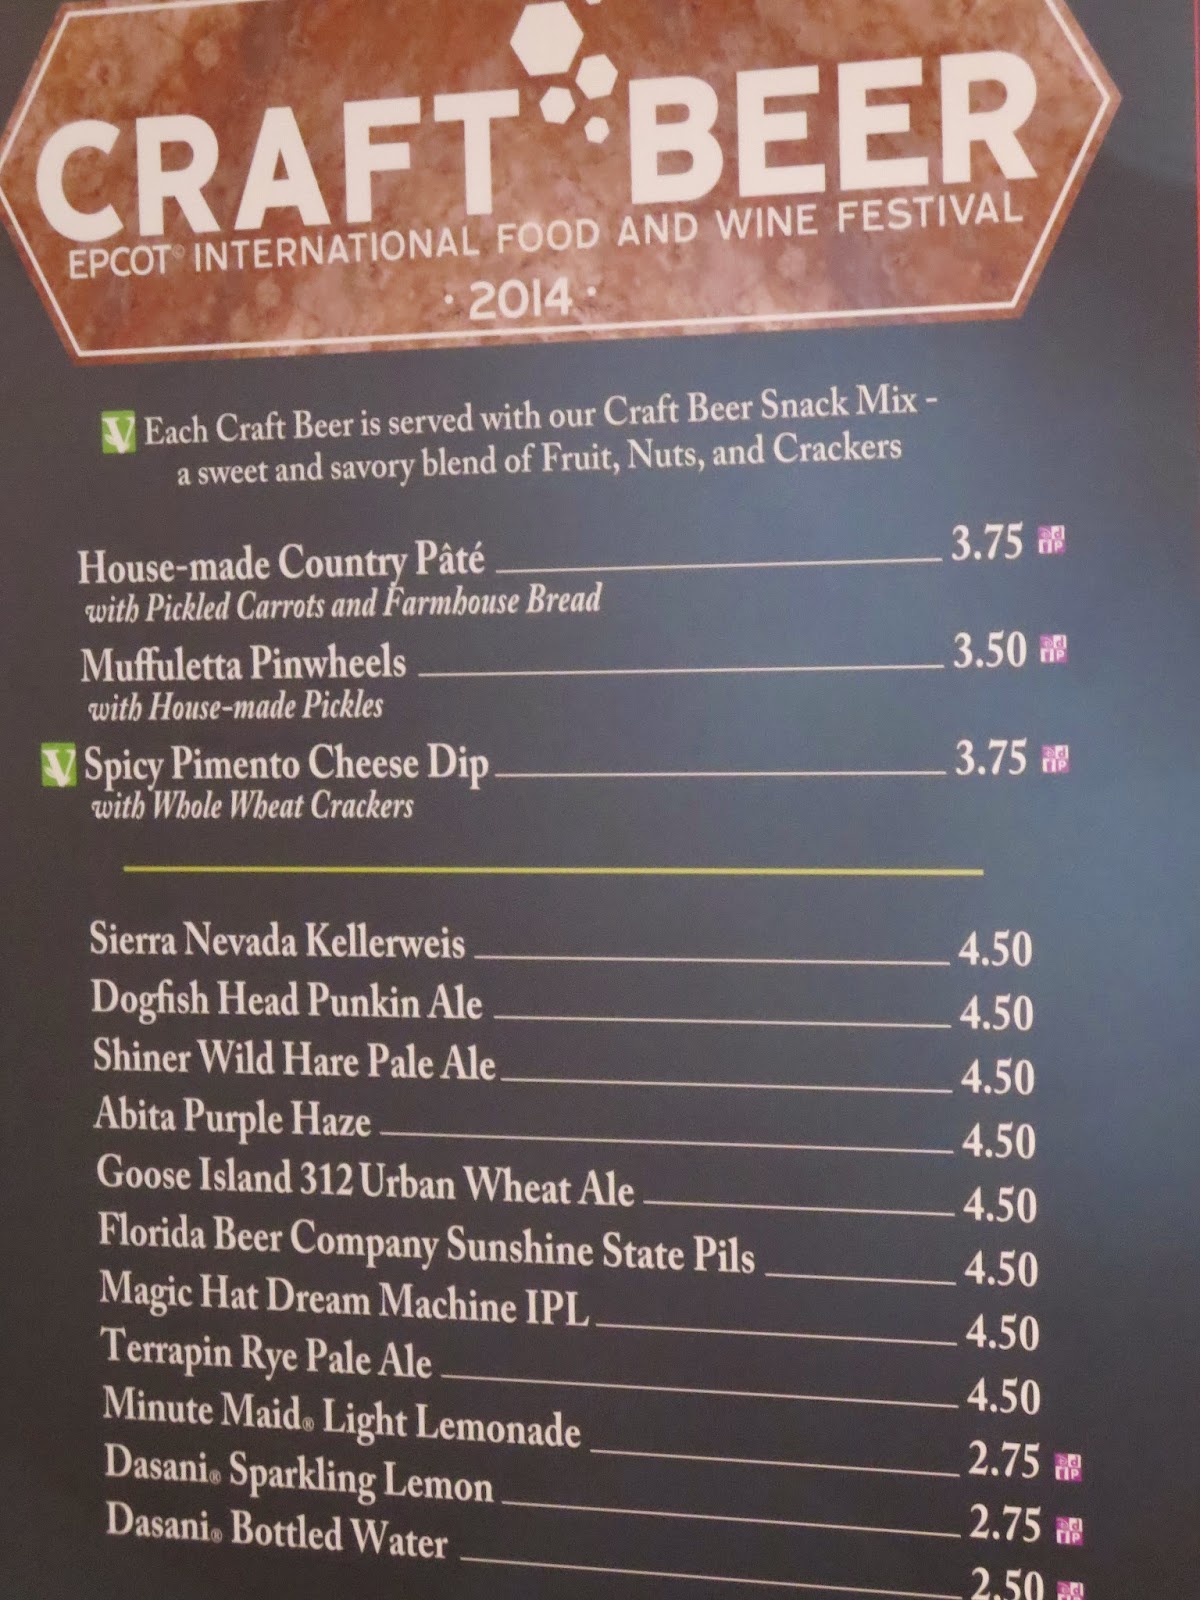 CRAFT BEER
EPCOT® INTERNATIONAL FOOD AND WINE FESTIVAL
· 2014 ·
V Each Craft Beer is served with our Craft Beer Snack Mix -
a sweet and savory blend of Fruit, Nuts, and Crackers
House-made Country Pâté 3.75
with Pickled Carrots and Farmhouse Bread
Muffuletta Pinwheels 3.50
with House-made Pickles
V Spicy Pimento Cheese Dip 3.75
with Whole Wheat Crackers
Sierra Nevada Kellerweis 4.50
Dogfish Head Punkin Ale 4.50
Shiner Wild Hare Pale Ale 4.50
Abita Purple Haze 4.50
Goose Island 312 Urban Wheat Ale 4.50
Florida Beer Company Sunshine State Pils 4.50
Magic Hat Dream Machine IPL 4.50
Terrapin Rye Pale Ale 4.50
Minute Maid® Light Lemonade 2.75
Dasani® Sparkling Lemon 2.75
Dasani® Bottled Water 2.50